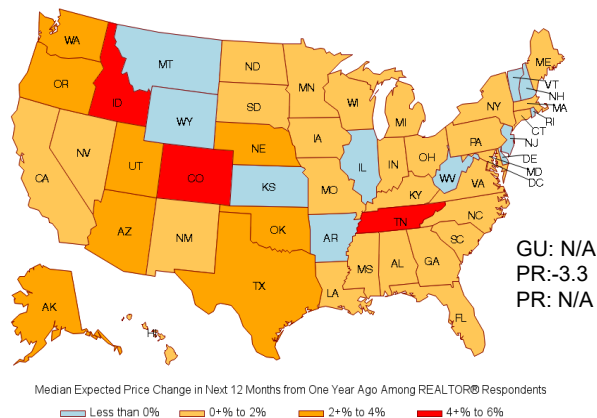 WA
MT
ND
ME
OR
ID
MN
VT
NH
SD
WI
NY
MA
WY
MI
RI
CT
IA
PA
NJ
NE
NV
OH
DE
IL
IN
UT
MD
CO
WV
DC
CA
KS
MO
VA
KY
NC
TN
OK
AZ
NM
AR
SC
GU: N/A
MS
AL
GA
PR:-3.3
TX
LA
PR: N/A
AK
FL
HI
Median Expected Price Change in Next 12 Months from One Year Ago Among REALTOR® Respondents
Less than 0% 0+% to 2% 2+% to 4% 4+% to 6%